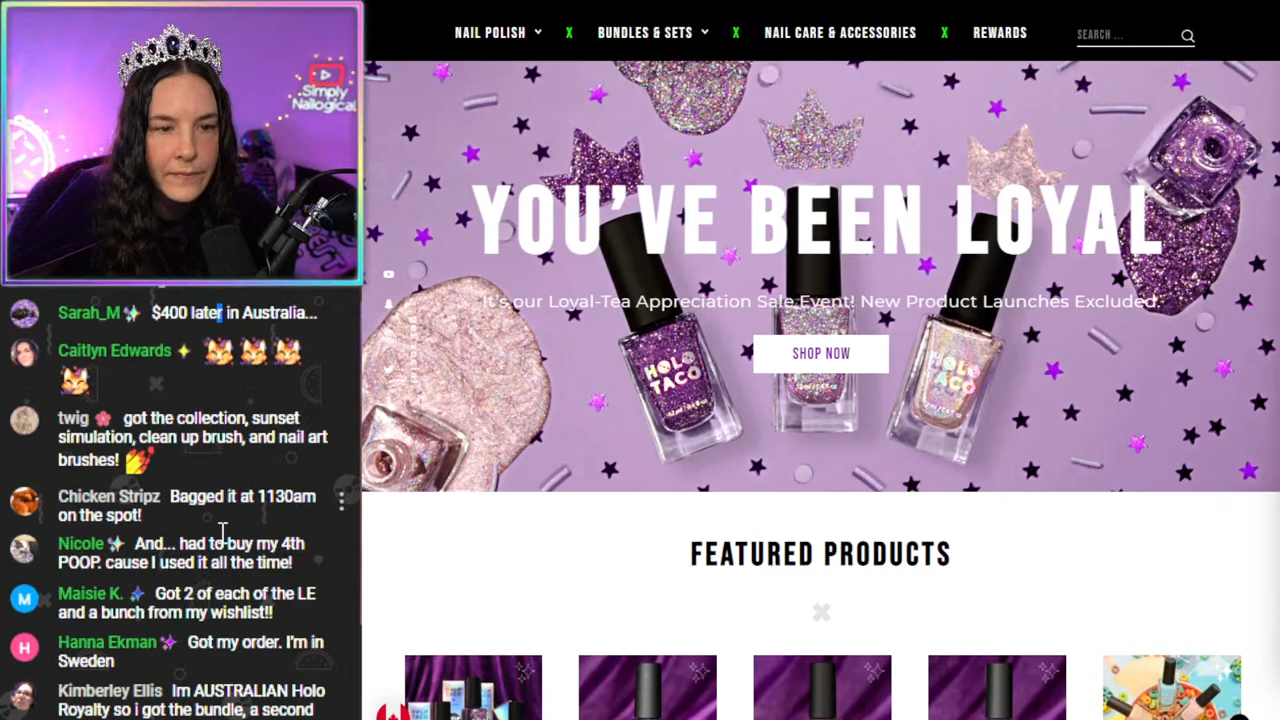 NAIL POLISH
X
BUNDLES & SETS
X
NAIL CARE & ACCESSORIES
X
REWARDS
SEARCH ...
Simply
Nailogical
YOU'VE BEEN LOYAL
It's our Loyal-Tea Appreciation Sale Event! New Product Launches Excluded.
SHOP NOW
HOLO
TACO
HOLO
TACO
HOLO
TACO
Sarah_M $400 later in Australia...
Caitlyn Edwards
twig got the collection, sunset
simulation, clean up brush, and nail art
brushes!
Chicken Stripz Bagged it at 1130am
on the spot!
Nicole And... had to buy my 4th
POOP. cause I used it all the time!
M
Maisie K. Got 2 of each of the LE
and a bunch from my wishlist!!
H
Hanna Ekman Got my order. I'm in
Sweden
Kimberley Ellis Im AUSTRALIAN Holo
Royalty so i got the bundle, a second
FEATURED PRODUCTS